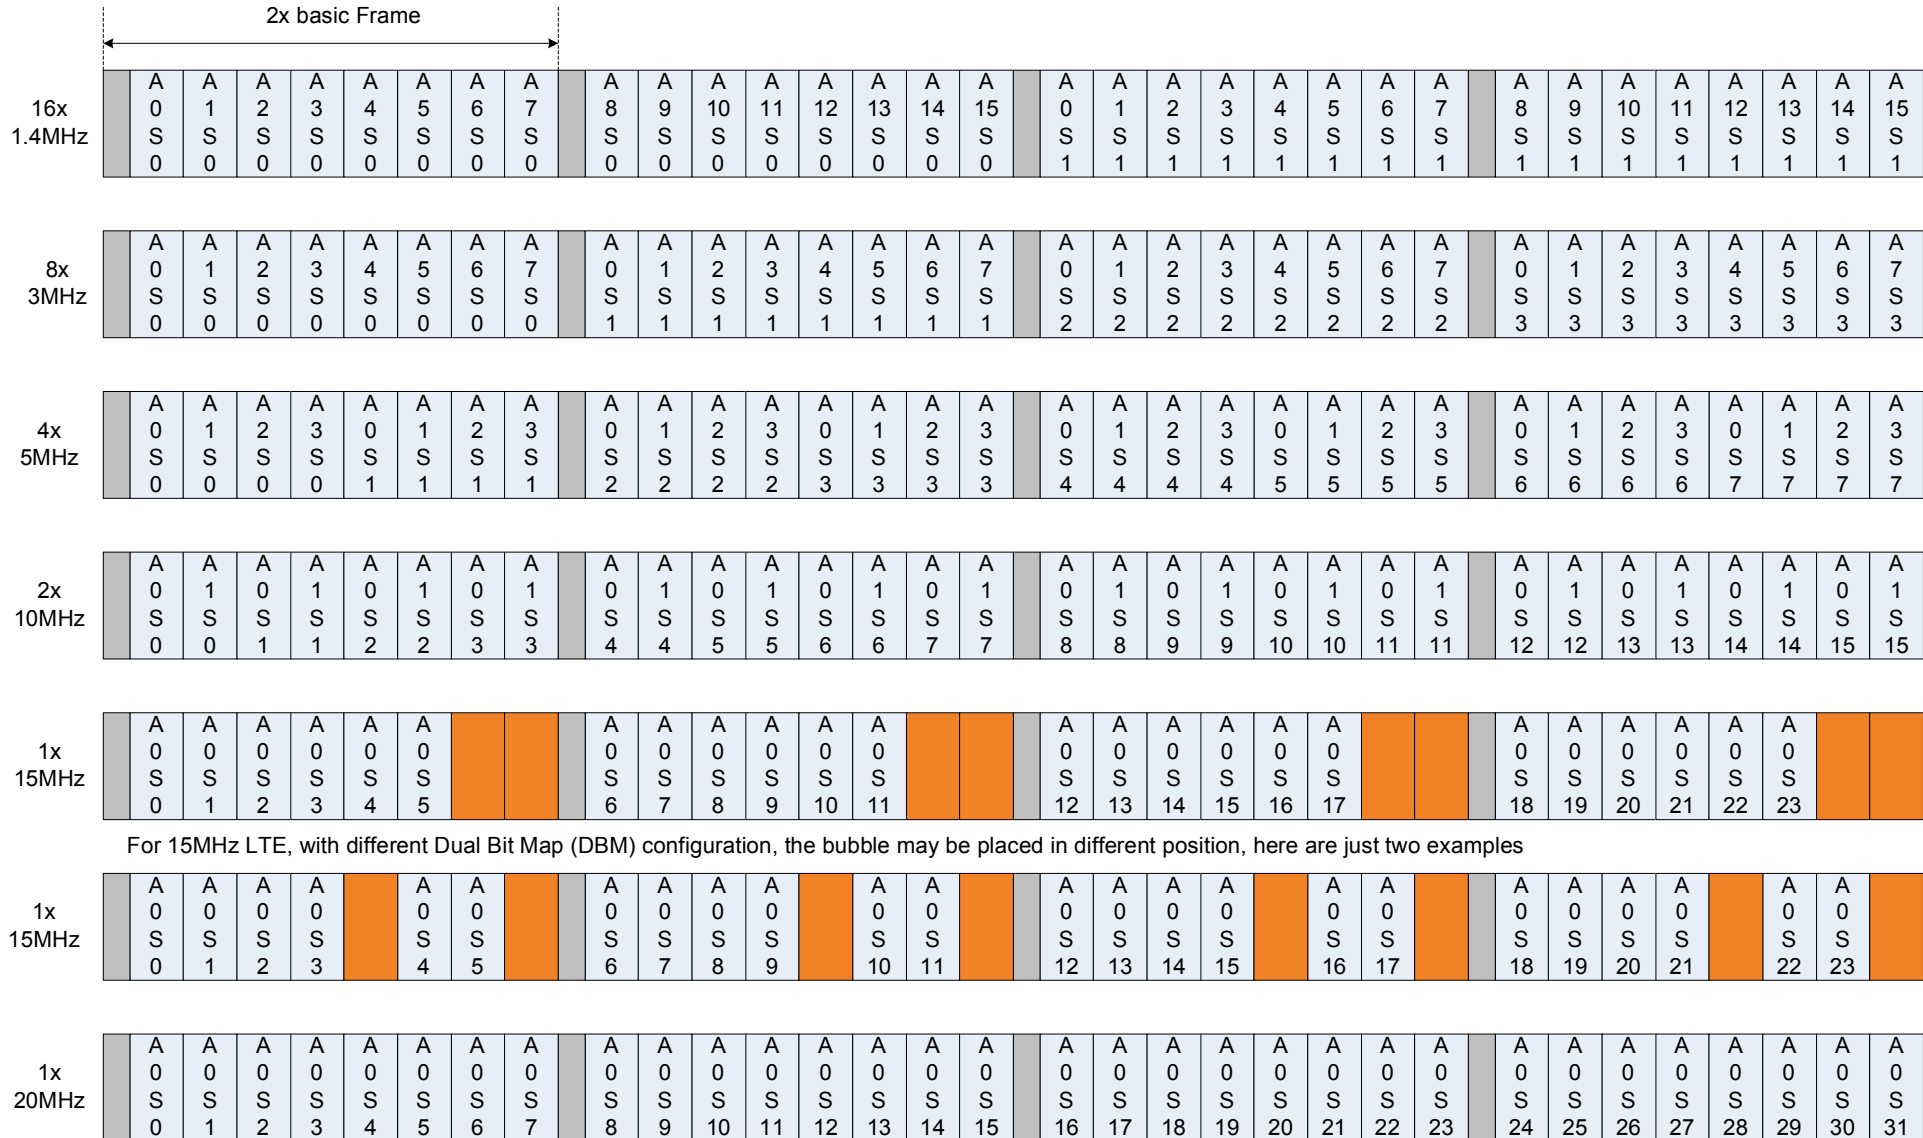 2x basic Frame
A A A A A A A A A A A A A A A A A A A A A A A A A A A A A A A A
16x 0 1 2 3 4 5 6 7 8 9 10 11 12 13 14 15 0 1 2 3 4 5 6 7 8 9 10 11 12 13 14 15
1.4MHz S S S S S S S S S S S S S S S S S S S S S S S S S S S S S S S S
0 0 0 0 0 0 0 0 0 0 0 0 0 0 0 0 1 1 1 1 1 1 1 1 1 1 1 1 1 1 1 1
A A A A A A A A A A A A A A A A A A A A A A A A A A A A A A A A
8x 0 1 2 3 4 5 6 7 0 1 2 3 4 5 6 7 0 1 2 3 4 5 6 7 0 1 2 3 4 5 6 7
3MHz S S S S S S S S S S S S S S S S S S S S S S S S S S S S S S S S
0 0 0 0 0 0 0 0 1 1 1 1 1 1 1 1 2 2 2 2 2 2 2 2 3 3 3 3 3 3 3 3
A A A A A A A A A A A A A A A A A A A A A A A A A A A A A A A A
4x 0 1 2 3 0 1 2 3 0 1 2 3 0 1 2 3 0 1 2 3 0 1 2 3 0 1 2 3 0 1 2 3
5MHz S S S S S S S S S S S S S S S S S S S S S S S S S S S S S S S S
0 0 0 0 1 1 1 1 2 2 2 2 3 3 3 3 4 4 4 4 5 5 5 5 6 6 6 6 7 7 7 7
A A A A A A A A A A A A A A A A A A A A A A A A A A A A A A A A
2x 0 1 0 1 0 1 0 1 0 1 0 1 0 1 0 1 0 1 0 1 0 1 0 1 0 1 0 1 0 1 0 1
10MHz S S S S S S S S S S S S S S S S S S S S S S S S S S S S S S S S
0 0 1 1 2 2 3 3 4 4 5 5 6 6 7 7 8 8 9 9 10 10 11 11 12 12 13 13 14 14 15 15
A A A A A A A A A A A A A A A A A A A A A A A A
1x 0 0 0 0 0 0 0 0 0 0 0 0 0 0 0 0 0 0 0 0 0 0 0 0
15MHz S S S S S S S S S S S S S S S S S S S S S S S S
0 1 2 3 4 5 6 7 8 9 10 11 12 13 14 15 16 17 18 19 20 21 22 23
For 15MHz LTE, with different Dual Bit Map (DBM) configuration, the bubble may be placed in different position, here are just two examples
A A A A A A A A A A A A A A A A A A A A A A A A
1x 0 0 0 0 0 0 0 0 0 0 0 0 0 0 0 0 0 0 0 0 0 0 0 0
15MHz S S S S S S S S S S S S S S S S S S S S S S S S
0 1 2 3 4 5 6 7 8 9 10 11 12 13 14 15 16 17 18 19 20 21 22 23
A A A A A A A A A A A A A A A A A A A A A A A A A A A A A A A A
1x 0 0 0 0 0 0 0 0 0 0 0 0 0 0 0 0 0 0 0 0 0 0 0 0 0 0 0 0 0 0 0 0
20MHz S S S S S S S S S S S S S S S S S S S S S S S S S S S S S S S S
0 1 2 3 4 5 6 7 8 9 10 11 12 13 14 15 16 17 18 19 20 21 22 23 24 25 26 27 28 29 30 31